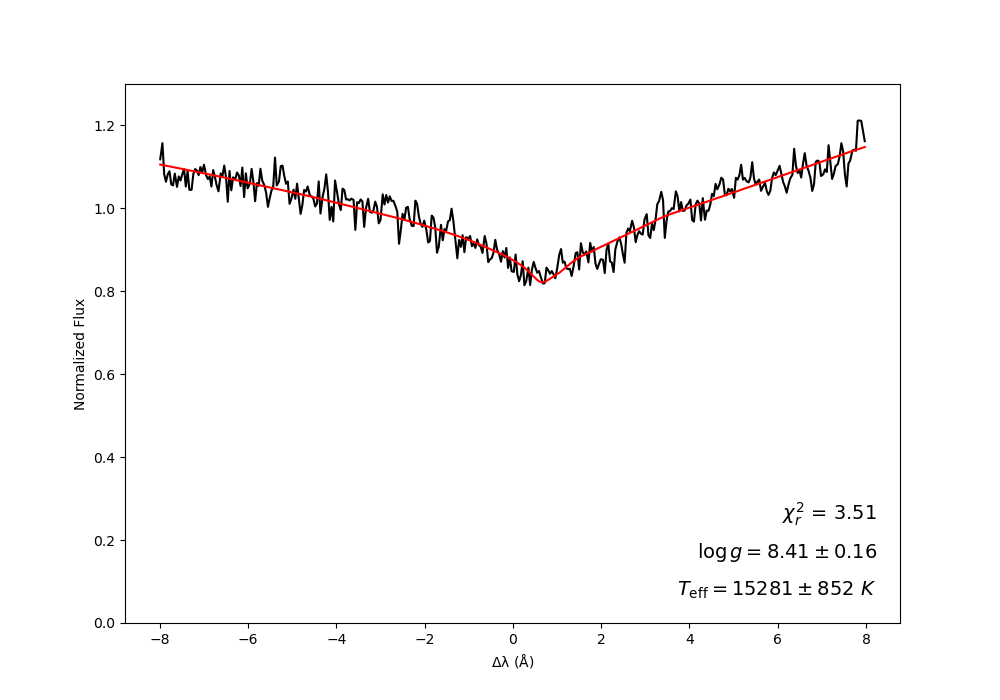 1.2
1.0
0.8
0.6
0.4
0.2
0.0
Normalized Flux
χ_r^2 = 3.51
log g = 8.41 ± 0.16
T_eff = 15281 ± 852 K
−8 −6 −4 −2 0 2 4 6 8
Δλ (Å)